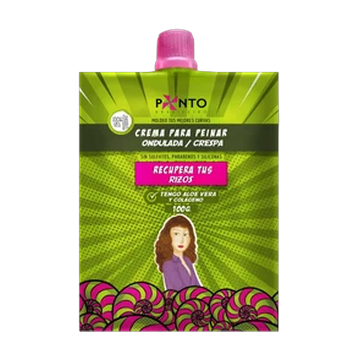 PXNTO
MOLDEA TUS MEJORES CURVAS
CREMA PARA PEINAR
ONDULADA / CRESPA
SIN SULFATOS, PARABENOS Y SILICONAS
RECUPERA TUS
RIZOS
TENGO ALOE VERA
Y COLÁGENO
100G